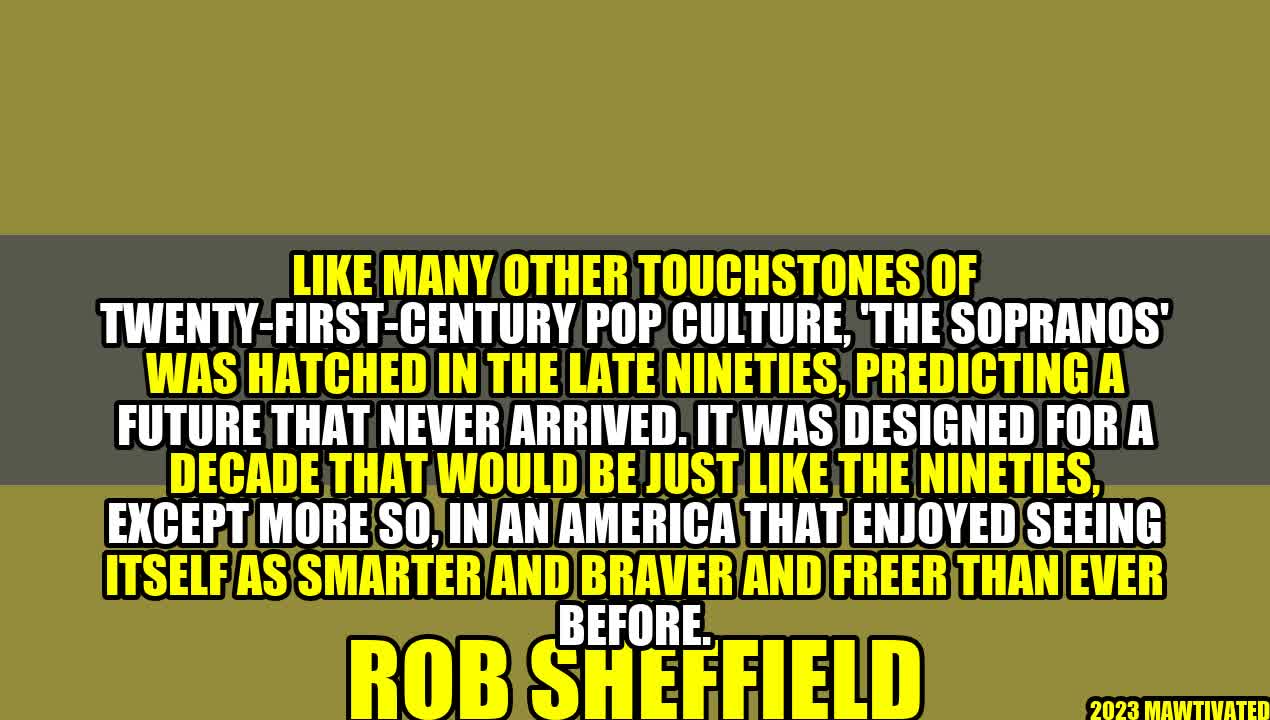 LIKE MANY OTHER TOUCHSTONES OF
TWENTY-FIRST-CENTURY POP CULTURE, 'THE SOPRANOS'
WAS HATCHED IN THE LATE NINETIES, PREDICTING A
FUTURE THAT NEVER ARRIVED. IT WAS DESIGNED FOR A
DECADE THAT WOULD BE JUST LIKE THE NINETIES,
EXCEPT MORE SO, IN AN AMERICA THAT ENJOYED SEEING
ITSELF AS SMARTER AND BRAVER AND FREER THAN EVER
BEFORE.
ROB SHEFFIELD
2023 MAWTIVATED